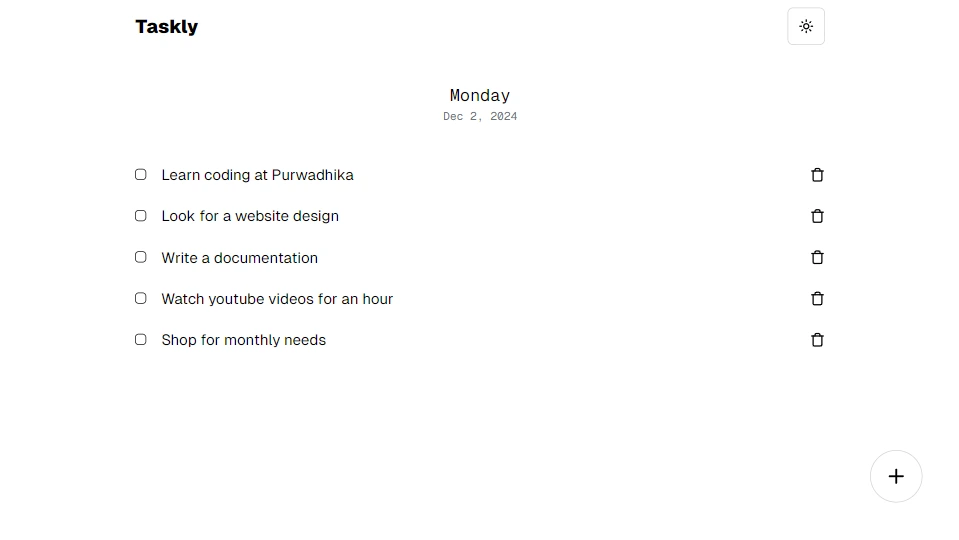 Taskly
Monday
Dec 2, 2024
Learn coding at Purwadhika
Look for a website design
Write a documentation
Watch youtube videos for an hour
Shop for monthly needs